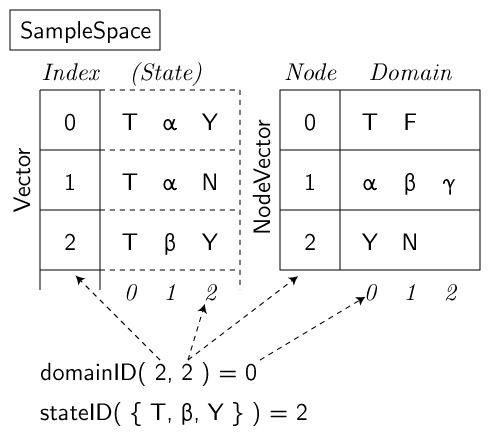 SampleSpace
Index (State) Node Domain
Vector
0 T α Y
1 T α N
2 T β Y
0 1 2
NodeVector
0 T F
1 α β γ
2 Y N
0 1 2
domainID( 2, 2 ) = 0
stateID( { T, β, Y } ) = 2